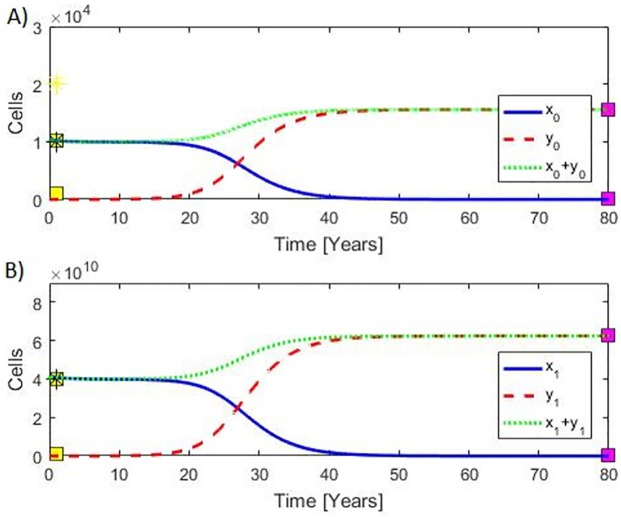 A)
×10⁴
3
2
1
0
Cells
x₀
y₀
x₀+y₀
0 10 20 30 40 50 60 70 80
Time [Years]
B)
×10¹⁰
8
6
4
2
0
Cells
x₁
y₁
x₁+y₁
0 10 20 30 40 50 60 70 80
Time [Years]